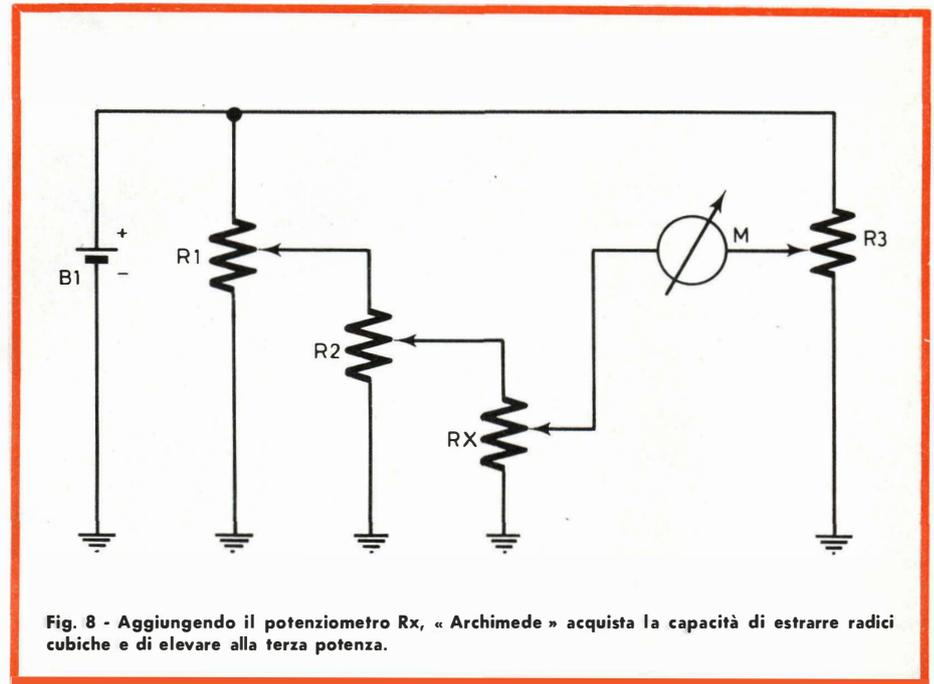 +
B1
−
R1
R2
RX
M
R3
Fig. 8 - Aggiungendo il potenziometro Rx, « Archimede » acquista la capacità di estrarre radici
cubiche e di elevare alla terza potenza.